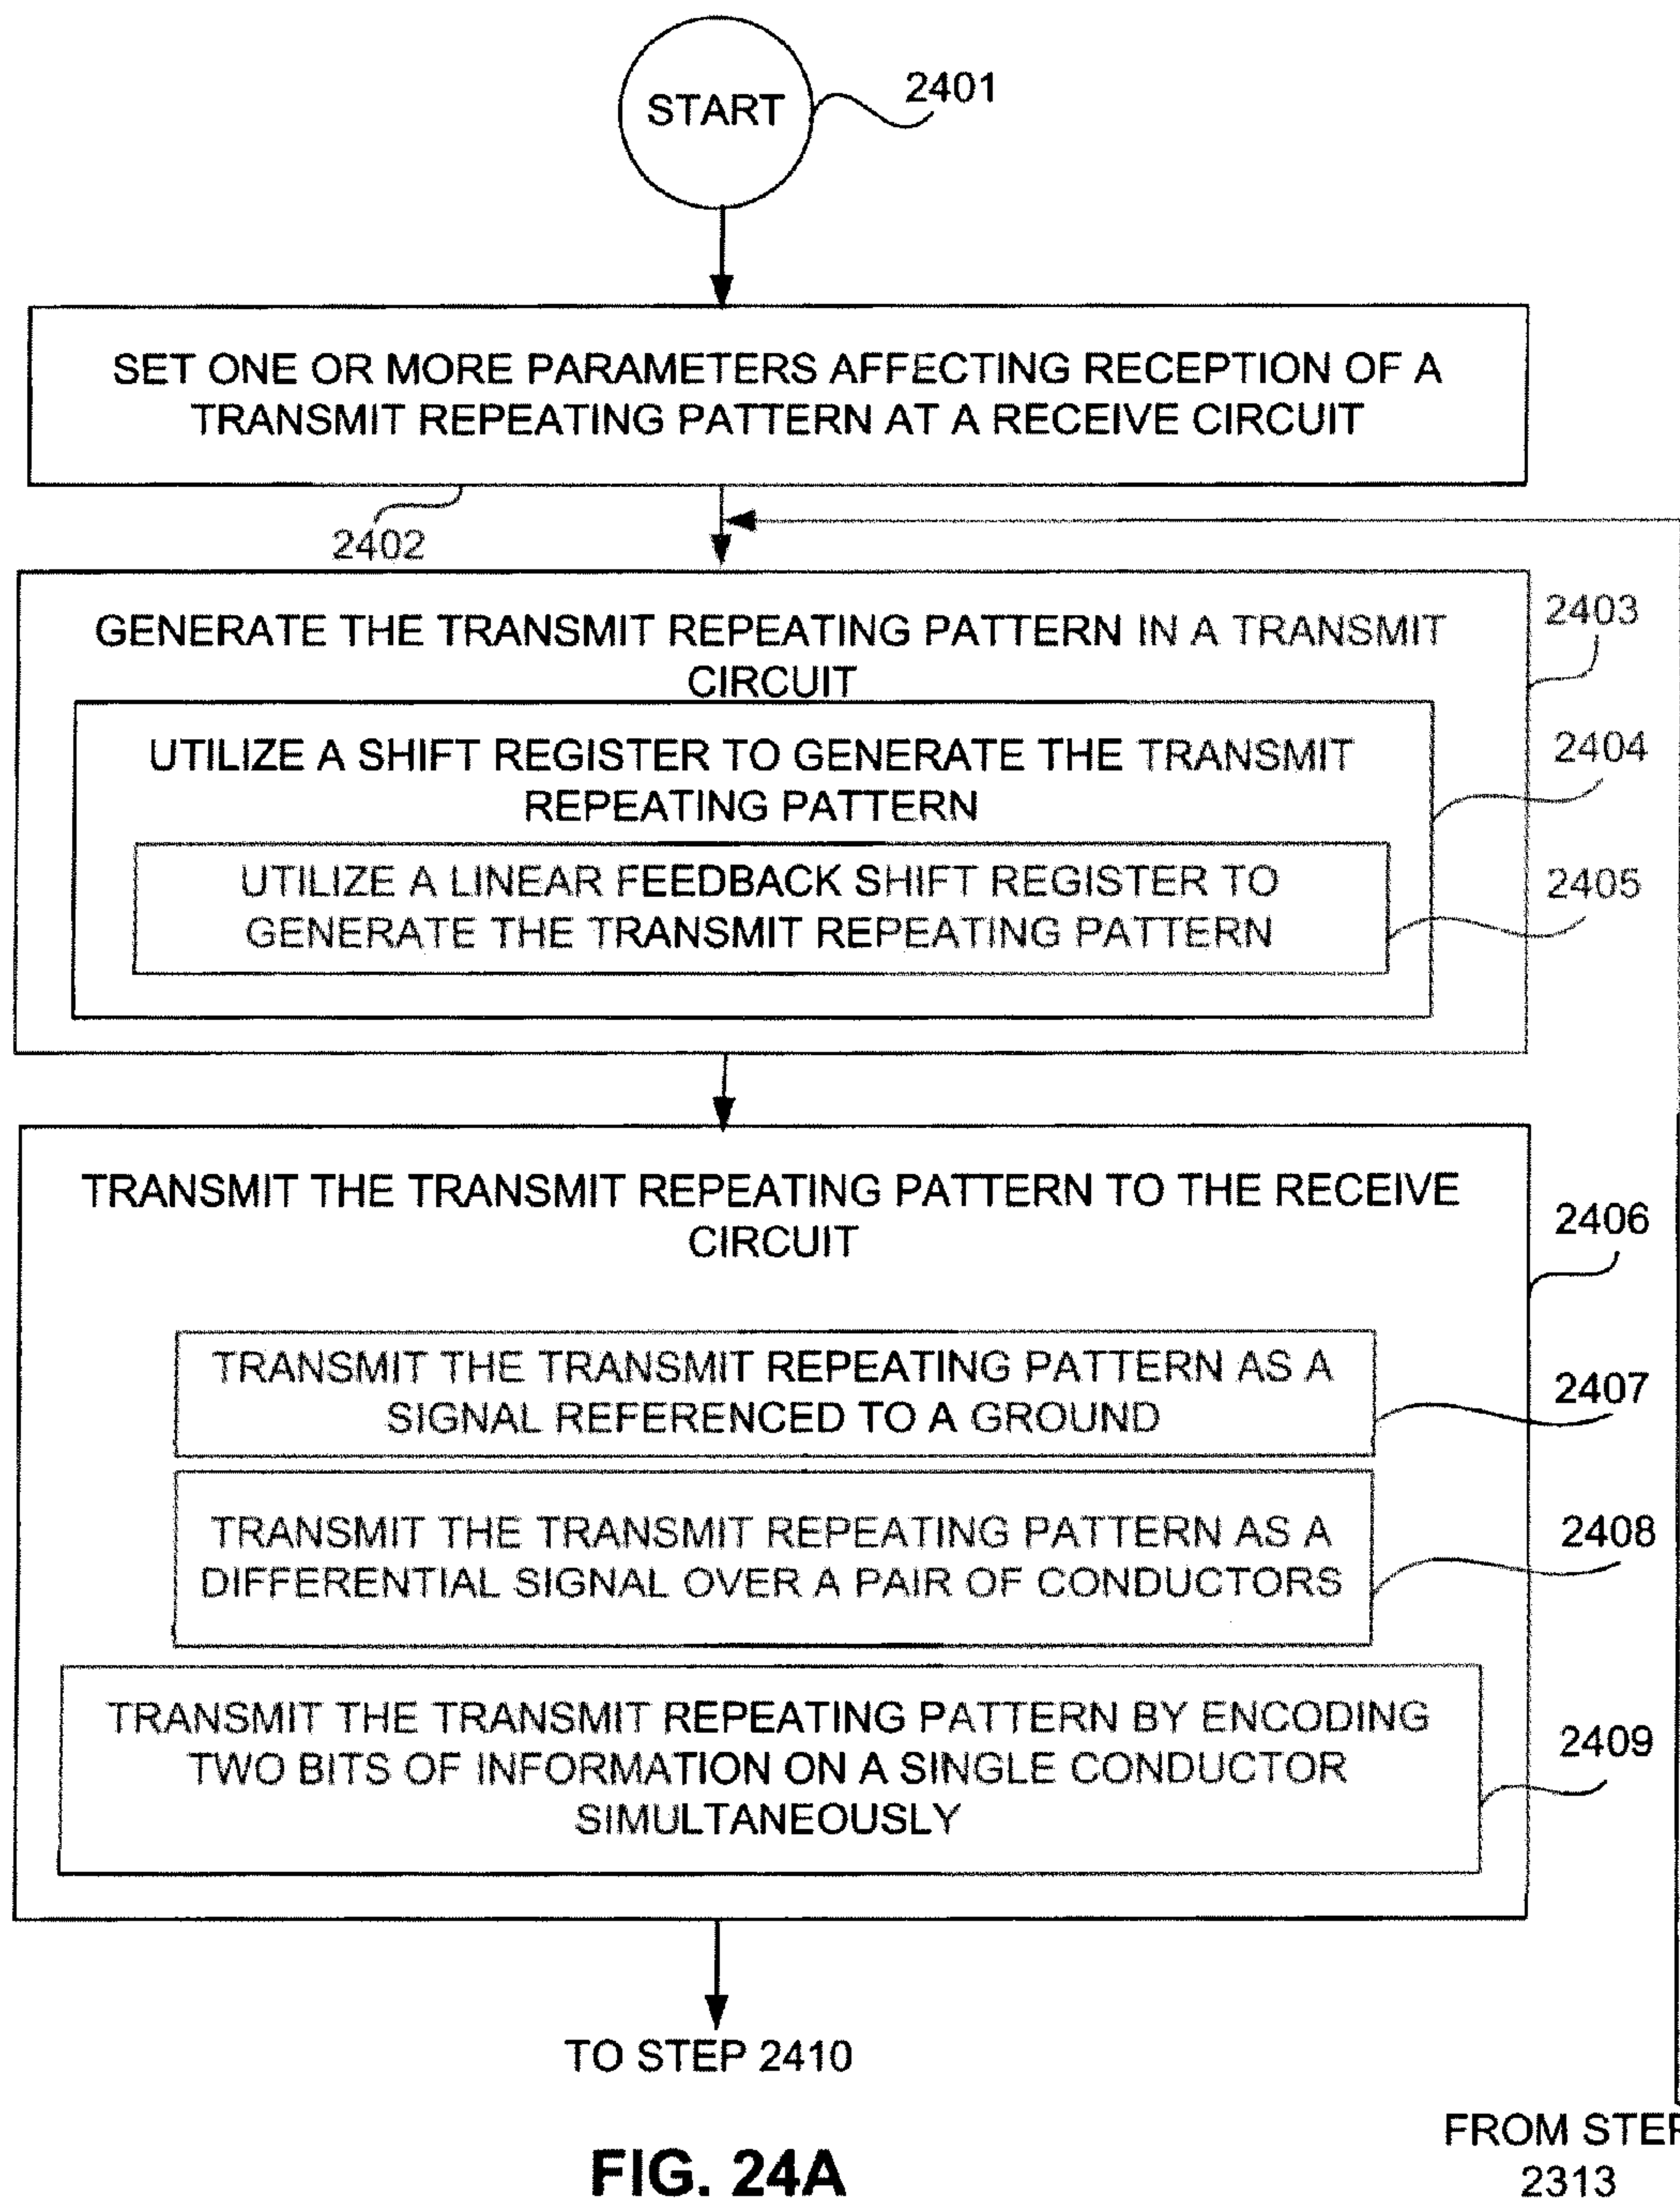 START
2401
SET ONE OR MORE PARAMETERS AFFECTING RECEPTION OF A
TRANSMIT REPEATING PATTERN AT A RECEIVE CIRCUIT
2402
GENERATE THE TRANSMIT REPEATING PATTERN IN A TRANSMIT
CIRCUIT
2403
UTILIZE A SHIFT REGISTER TO GENERATE THE TRANSMIT
REPEATING PATTERN
2404
UTILIZE A LINEAR FEEDBACK SHIFT REGISTER TO
GENERATE THE TRANSMIT REPEATING PATTERN
2405
TRANSMIT THE TRANSMIT REPEATING PATTERN TO THE RECEIVE
CIRCUIT
2406
TRANSMIT THE TRANSMIT REPEATING PATTERN AS A
SIGNAL REFERENCED TO A GROUND
2407
TRANSMIT THE TRANSMIT REPEATING PATTERN AS A
DIFFERENTIAL SIGNAL OVER A PAIR OF CONDUCTORS
2408
TRANSMIT THE TRANSMIT REPEATING PATTERN BY ENCODING
TWO BITS OF INFORMATION ON A SINGLE CONDUCTOR
SIMULTANEOUSLY
2409
TO STEP 2410
FROM STEP
2313
FIG. 24A